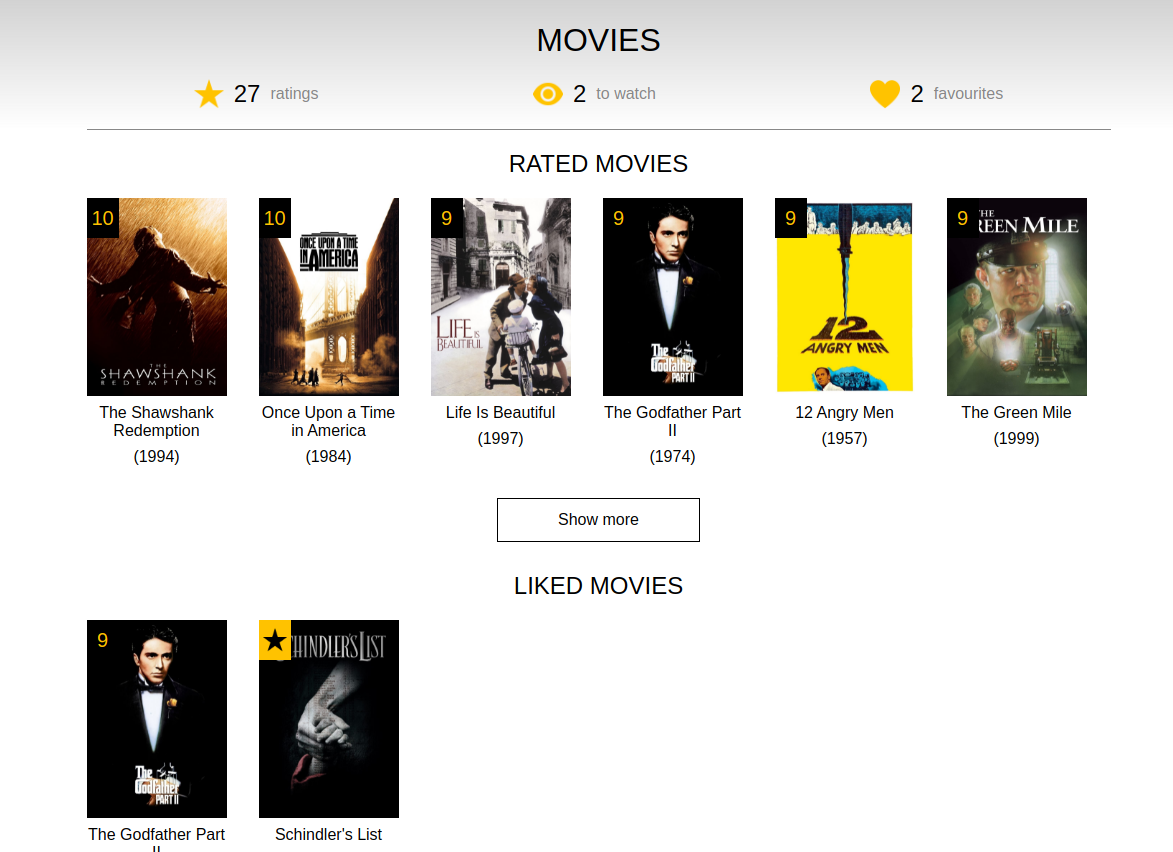 MOVIES
27 ratings
2 to watch
2 favourites
RATED MOVIES
10
10
9
9
9
9
ONCE UPON A TIME
IN AMERICA
LIFE IS
BEAUTIFUL
The
Godfather
PART II
12
ANGRY MEN
THE
SHAWSHANK
REDEMPTION
HE
REEN MILE
The Shawshank
Redemption
(1994)
Once Upon a Time
in America
(1984)
Life Is Beautiful
(1997)
The Godfather Part
II
(1974)
12 Angry Men
(1957)
The Green Mile
(1999)
Show more
LIKED MOVIES
9
The
Godfather
PART II
CHINDLER'S LIST
The Godfather Part
II
Schindler's List